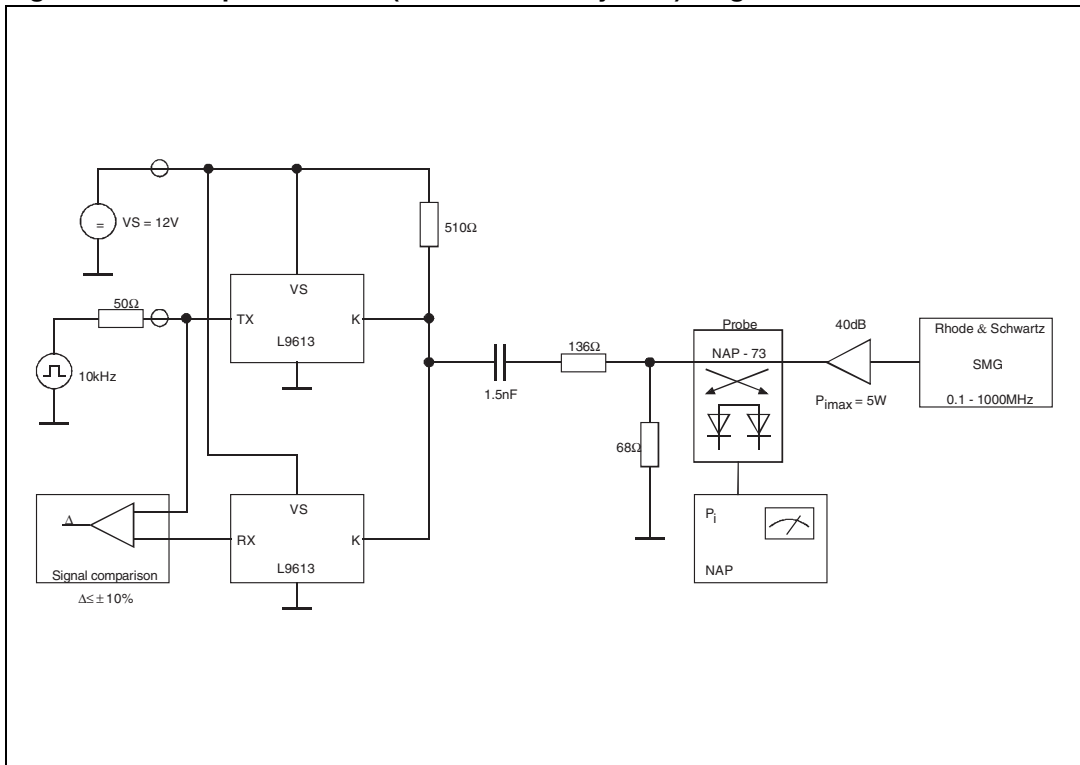 VS = 12V
510Ω
VS
50Ω
TX
K
L9613
10kHz
136Ω
1.5nF
68Ω
Probe
NAP - 73
40dB
Pimax = 5W
Rhode & Schwartz
SMG
0.1 - 1000MHz
Pi
NAP
VS
RX
K
L9613
Δ
Signal comparison
Δ≤ ± 10%